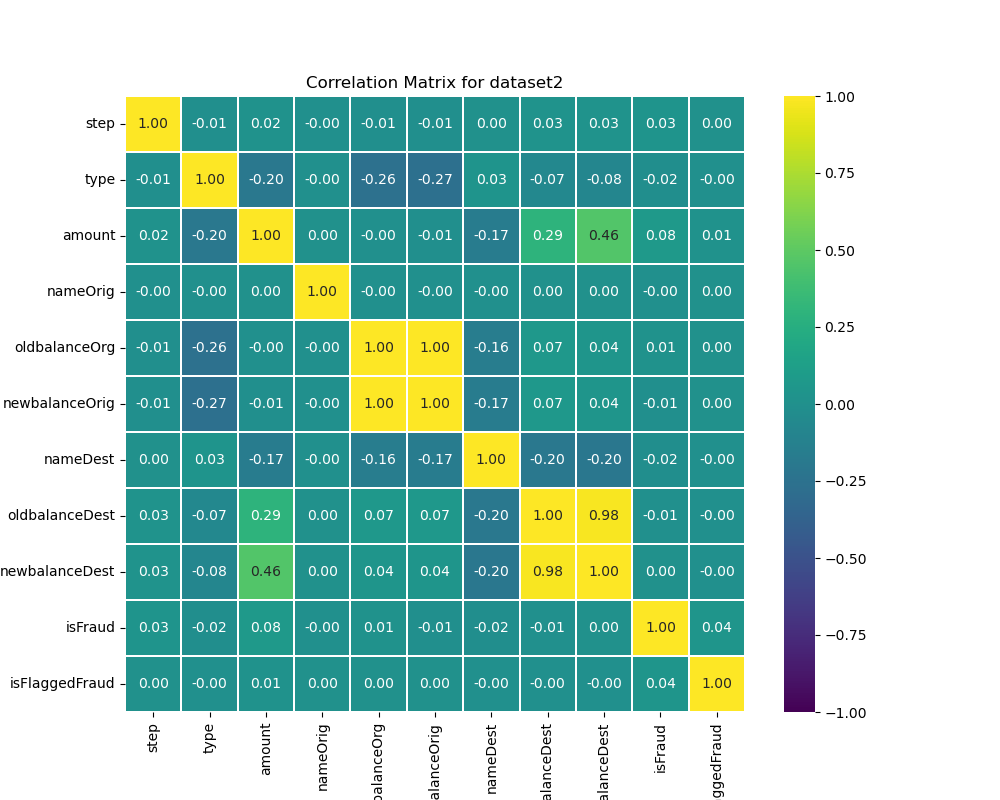 Correlation Matrix for dataset2
step 1.00 -0.01 0.02 -0.00 -0.01 -0.01 0.00 0.03 0.03 0.03 0.00
type -0.01 1.00 -0.20 -0.00 -0.26 -0.27 0.03 -0.07 -0.08 -0.02 -0.00
amount 0.02 -0.20 1.00 0.00 -0.00 -0.01 -0.17 0.29 0.46 0.08 0.01
nameOrig -0.00 -0.00 0.00 1.00 -0.00 -0.00 -0.00 0.00 0.00 -0.00 0.00
oldbalanceOrg -0.01 -0.26 -0.00 -0.00 1.00 1.00 -0.16 0.07 0.04 0.01 0.00
newbalanceOrig -0.01 -0.27 -0.01 -0.00 1.00 1.00 -0.17 0.07 0.04 -0.01 0.00
nameDest 0.00 0.03 -0.17 -0.00 -0.16 -0.17 1.00 -0.20 -0.20 -0.02 -0.00
oldbalanceDest 0.03 -0.07 0.29 0.00 0.07 0.07 -0.20 1.00 0.98 -0.01 -0.00
newbalanceDest 0.03 -0.08 0.46 0.00 0.04 0.04 -0.20 0.98 1.00 0.00 -0.00
isFraud 0.03 -0.02 0.08 -0.00 0.01 -0.01 -0.02 -0.01 0.00 1.00 0.04
isFlaggedFraud 0.00 -0.00 0.01 0.00 0.00 0.00 -0.00 -0.00 -0.00 0.04 1.00
step
type
amount
nameOrig
balanceOrg
alanceOrig
nameDest
alanceDest
alanceDest
isFraud
ggedFraud
1.00
0.75
0.50
0.25
0.00
−0.25
−0.50
−0.75
−1.00